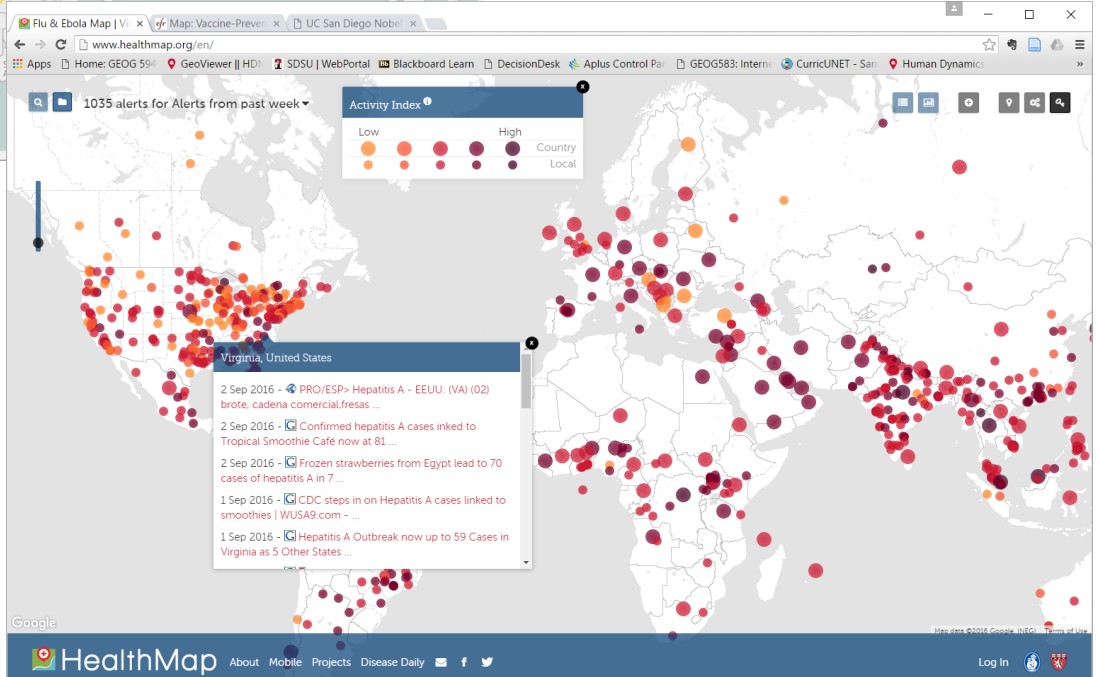 Flu & Ebola Map | Vi
Map: Vaccine-Preven
UC San Diego Nobel
www.healthmap.org/en/
Apps Home: GEOG 594 GeoViewer || HDM SDSU | WebPortal Blackboard Learn DecisionDesk Aplus Control Par GEOG583: Interne CurricUNET - San Human Dynamics »
1035 alerts for Alerts from past week
Activity Index
Low High
Country
Local
Virginia, United States
2 Sep 2016 - PRO/ESP> Hepatitis A - EEUU: (VA) (02)
brote, cadena comercial,fresas ...
2 Sep 2016 - G Confirmed hepatitis A cases inked to
Tropical Smoothie Café now at 81 ...
2 Sep 2016 - G Frozen strawberries from Egypt lead to 70
cases of hepatitis A in 7 ...
1 Sep 2016 - G CDC steps in on Hepatitis A cases linked to
smoothies | WUSA9.com - ...
1 Sep 2016 - G Hepatitis A Outbreak now up to 59 Cases in
Virginia as 5 Other States ...
Google
Map data ©2016 Google, INEGI Terms of Use
HealthMap About Mobile Projects Disease Daily Log In